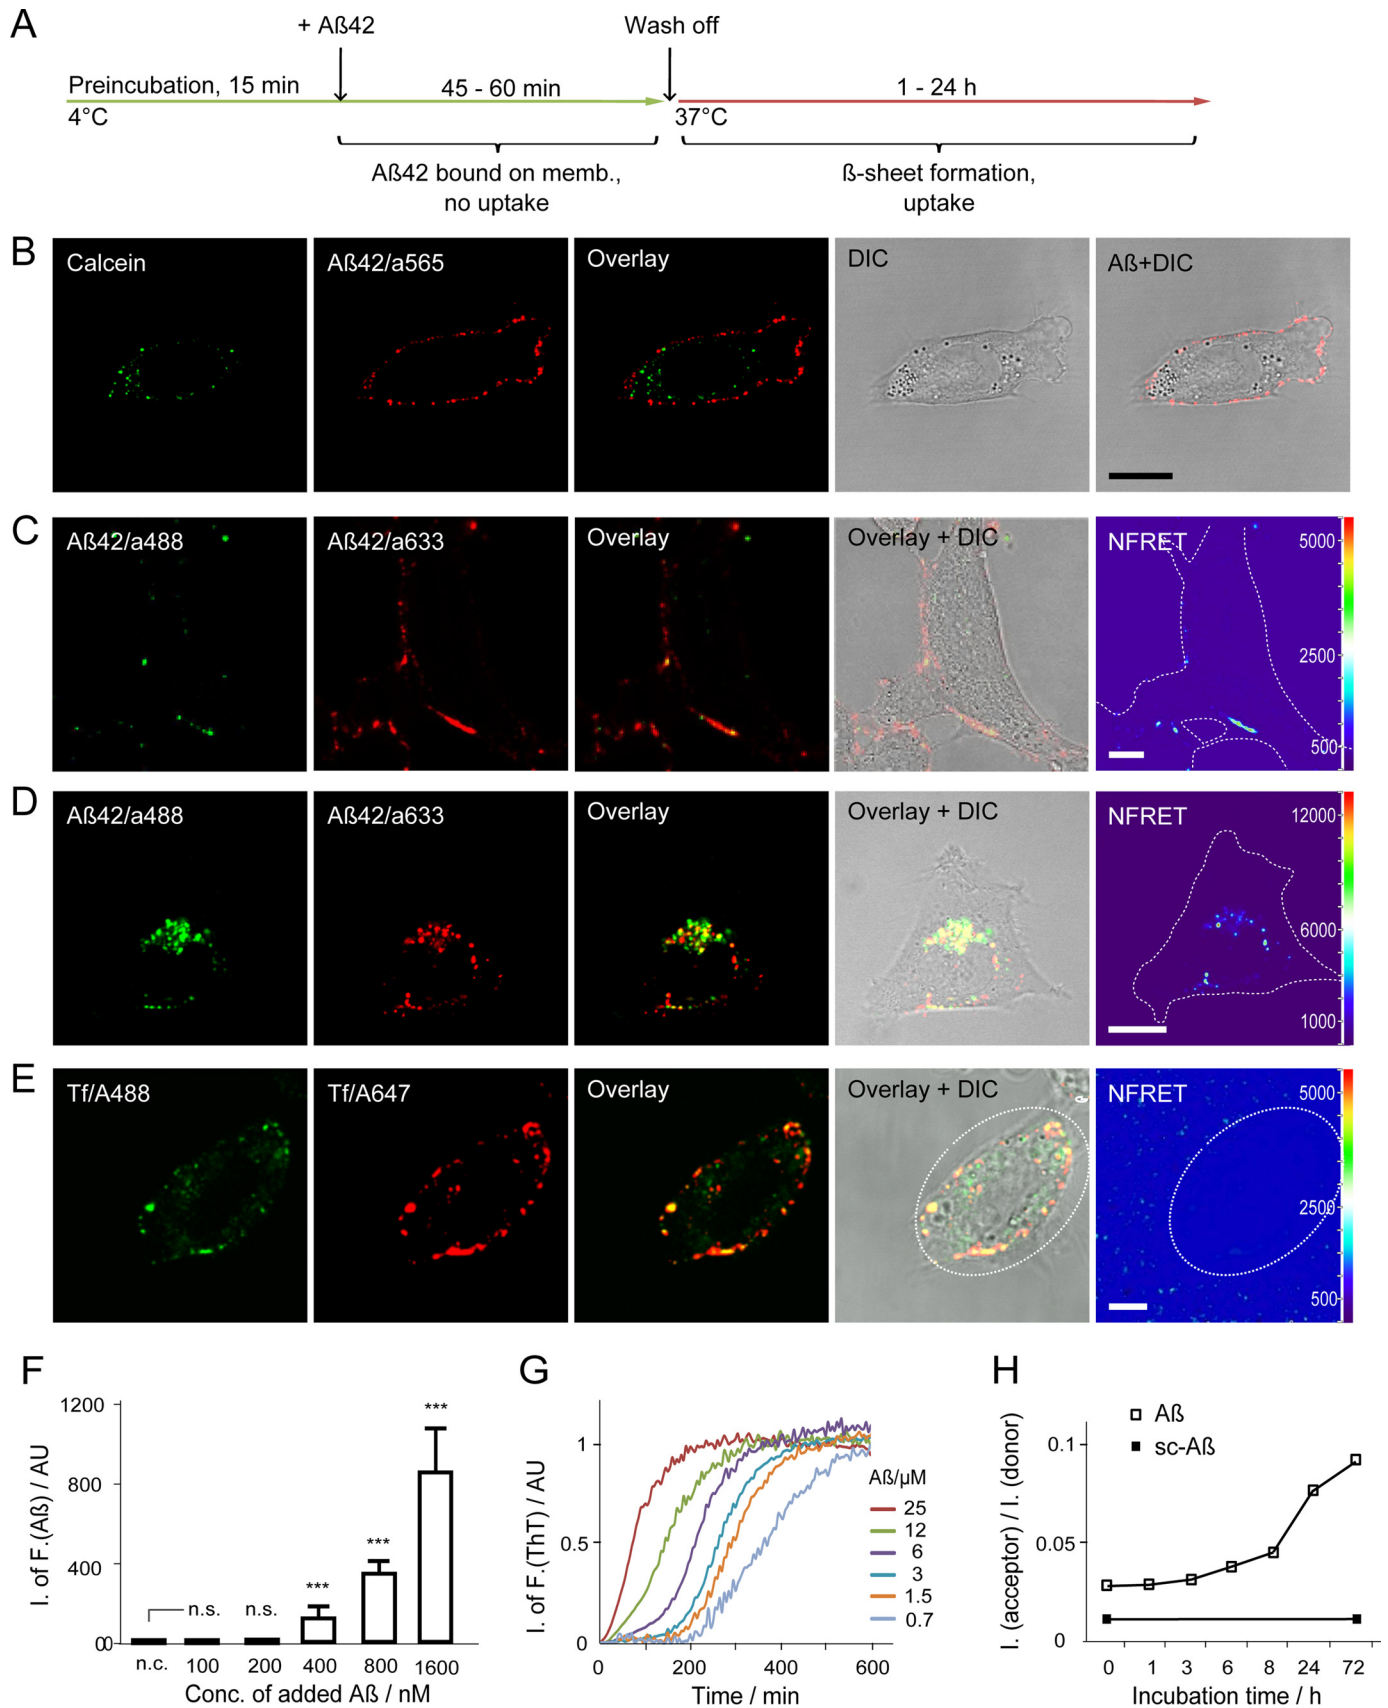 A
+ Aß42
Wash off
Preincubation, 15 min
45 - 60 min
1 - 24 h
4°C
37°C
Aß42 bound on memb.,
no uptake
ß-sheet formation,
uptake
B
Calcein
Aß42/a565
Overlay
DIC
Aß+DIC
C
Aß42/a488
Aß42/a633
Overlay
Overlay + DIC
NFRET
5000
2500
500
D
Aß42/a488
Aß42/a633
Overlay
Overlay + DIC
NFRET
12000
6000
1000
E
Tf/A488
Tf/A647
Overlay
Overlay + DIC
NFRET
5000
2500
500
F
I. of F.(Aß) / AU
1200
800
400
00
n.s.
n.s.
***
***
***
n.c. 100 200 400 800 1600
Conc. of added Aß / nM
G
I. of F.(ThT) / AU
1
0.5
0
0 200 400 600
Time / min
Aß/µM
25
12
6
3
1.5
0.7
H
I. (acceptor) / I. (donor)
Aß
sc-Aß
0.1
0.05
0
0 1 3 6 8 24 72
Incubation time / h